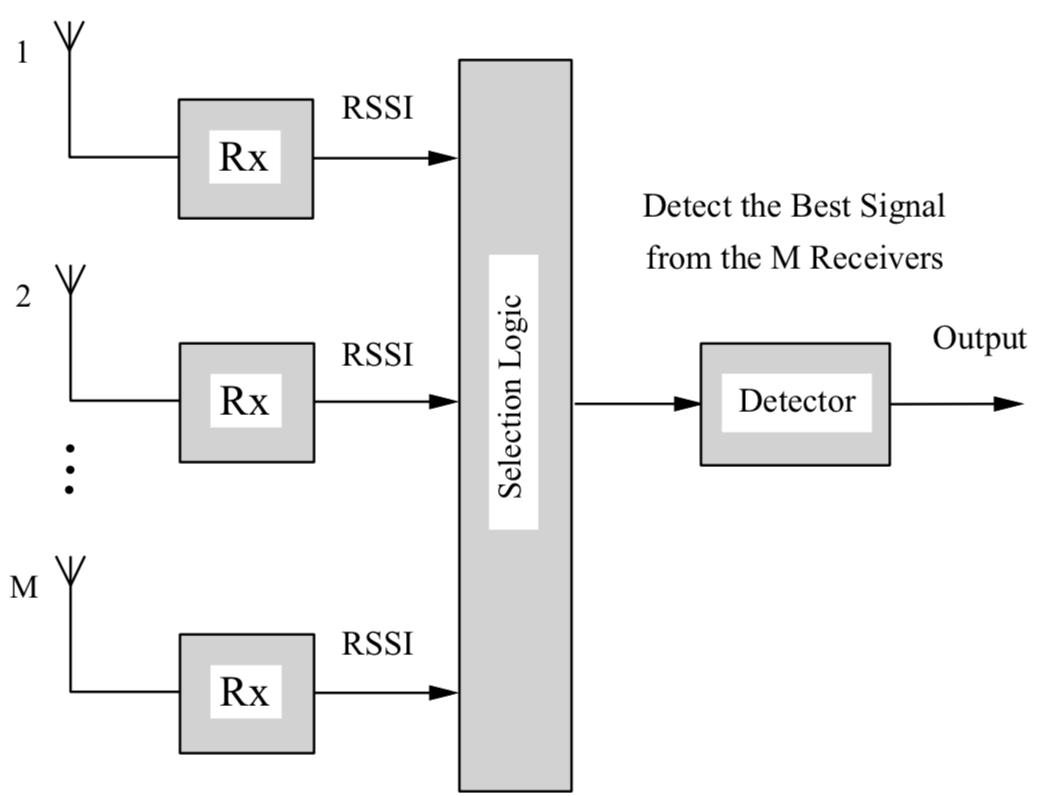 1
RSSI
Rx
Detect the Best Signal
from the M Receivers
2
RSSI
Rx
Selection Logic
Output
Detector
M
RSSI
Rx